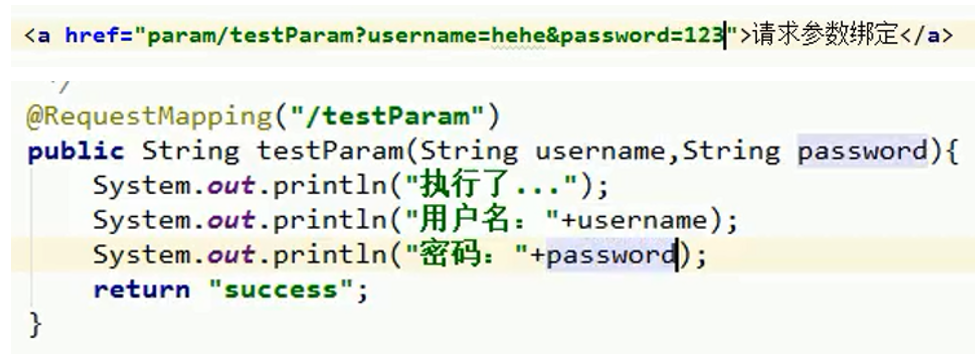 <a href="param/testParam?username=hehe&password=123">请求参数绑定</a>
*/
@RequestMapping("/testParam")
public String testParam(String username,String password){
System.out.println("执行了...");
System.out.println("用户名："+username);
System.out.println("密码："+password);
return "success";
}